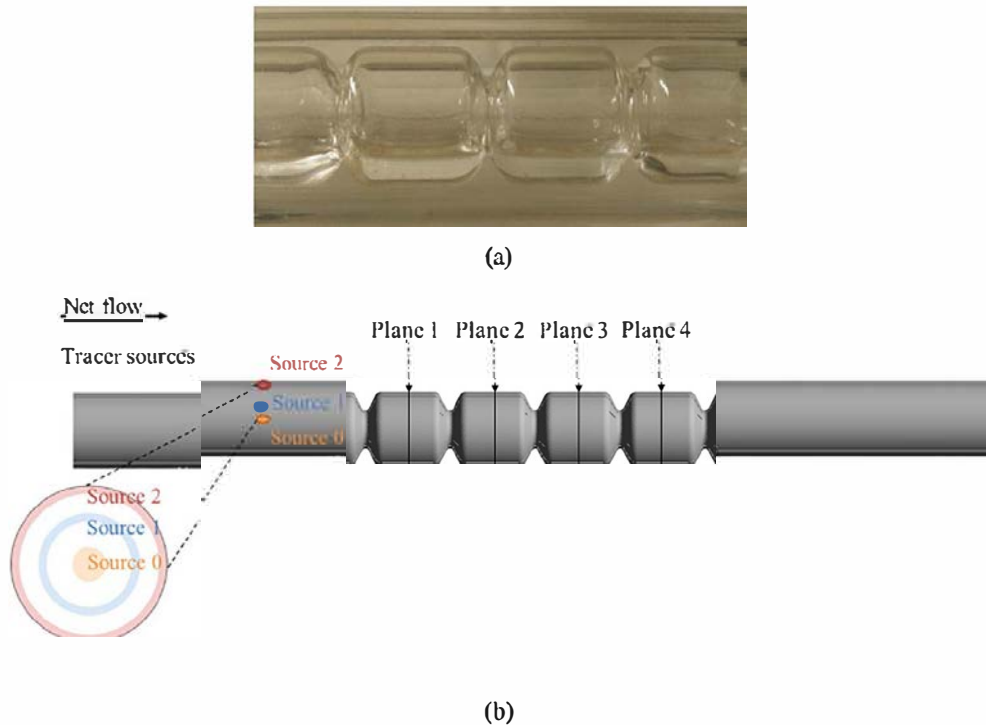 (a)
Net flow
Plane 1 Plane 2 Plane 3 Plane 4
Tracer sources
Source 2
Source 1
Source 0
Source 2
Source 1
Source 0
(b)